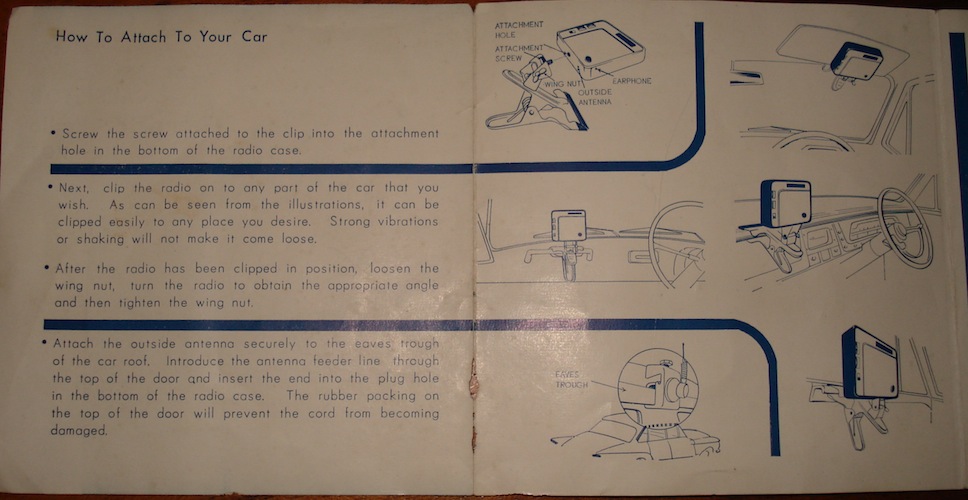 How To Attach To Your Car
• Screw the screw attached to the clip into the attachment
hole in the bottom of the radio case.
• Next, clip the radio on to any part of the car that you
wish. As can be seen from the illustrations, it can be
clipped easily to any place you desire. Strong vibrations
or shaking will not make it come loose.
• After the radio has been clipped in position, loosen the
wing nut, turn the radio to obtain the appropriate angle
and then tighten the wing nut.
• Attach the outside antenna securely to the eaves trough
of the car roof. Introduce the antenna feeder line through
the top of the door and insert the end into the plug hole
in the bottom of the radio case. The rubber packing on
the top of the door will prevent the cord from becoming
damaged.
ATTACHMENT
HOLE
ATTACHMENT
SCREW
WING NUT
EARPHONE
OUTSIDE
ANTENNA
EAVES
TROUGH